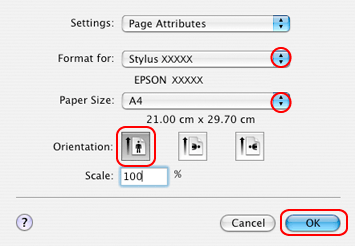 Settings: Page Attributes
Format for: Stylus XXXXX
EPSON XXXXX
Paper Size: A4
21.00 cm x 29.70 cm
Orientation:
Scale: 100 %
? Cancel OK